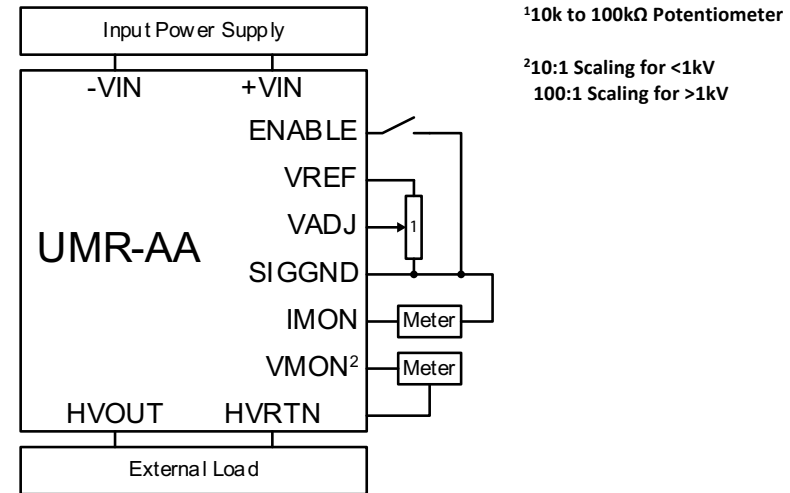 Input Power Supply
-VIN +VIN
ENABLE
VREF
VADJ 1
UMR-AA
SIGGND
IMON Meter
VMON² Meter
HVOUT HVRTN
External Load
¹10k to 100kΩ Potentiometer
²10:1 Scaling for <1kV
100:1 Scaling for >1kV